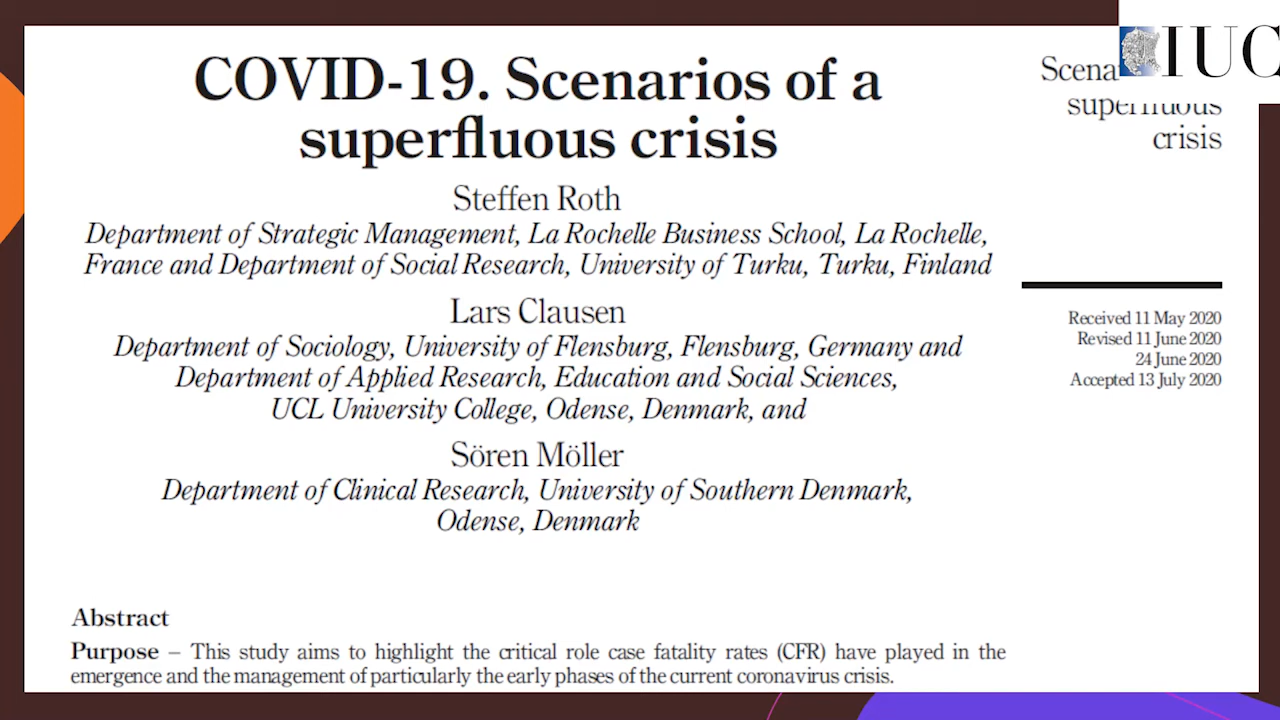 COVID-19. Scenarios of a
superfluous crisis
Steffen Roth
Department of Strategic Management, La Rochelle Business School, La Rochelle,
France and Department of Social Research, University of Turku, Turku, Finland
Lars Clausen
Department of Sociology, University of Flensburg, Flensburg, Germany and
Department of Applied Research, Education and Social Sciences,
UCL University College, Odense, Denmark, and
Sören Möller
Department of Clinical Research, University of Southern Denmark,
Odense, Denmark
Abstract
Purpose – This study aims to highlight the critical role case fatality rates (CFR) have played in the
emergence and the management of particularly the early phases of the current coronavirus crisis.
IUC
superfluous
crisis
Received 11 May 2020
Revised 11 June 2020
24 June 2020
Accepted 13 July 2020